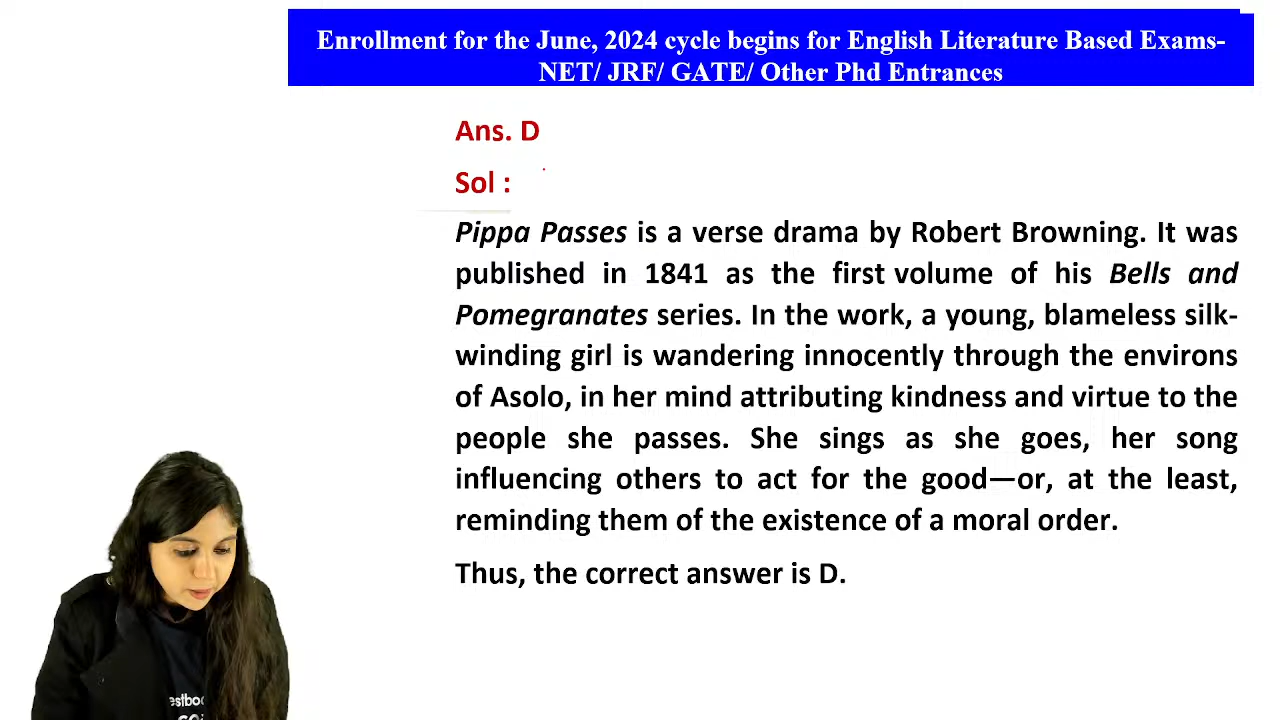 Enrollment for the June, 2024 cycle begins for English Literature Based Exams-
NET/ JRF/ GATE/ Other Phd Entrances
Ans. D
Sol :
Pippa Passes is a verse drama by Robert Browning. It was
published in 1841 as the first volume of his Bells and
Pomegranates series. In the work, a young, blameless silk-
winding girl is wandering innocently through the environs
of Asolo, in her mind attributing kindness and virtue to the
people she passes. She sings as she goes, her song
influencing others to act for the good—or, at the least,
reminding them of the existence of a moral order.
Thus, the correct answer is D.